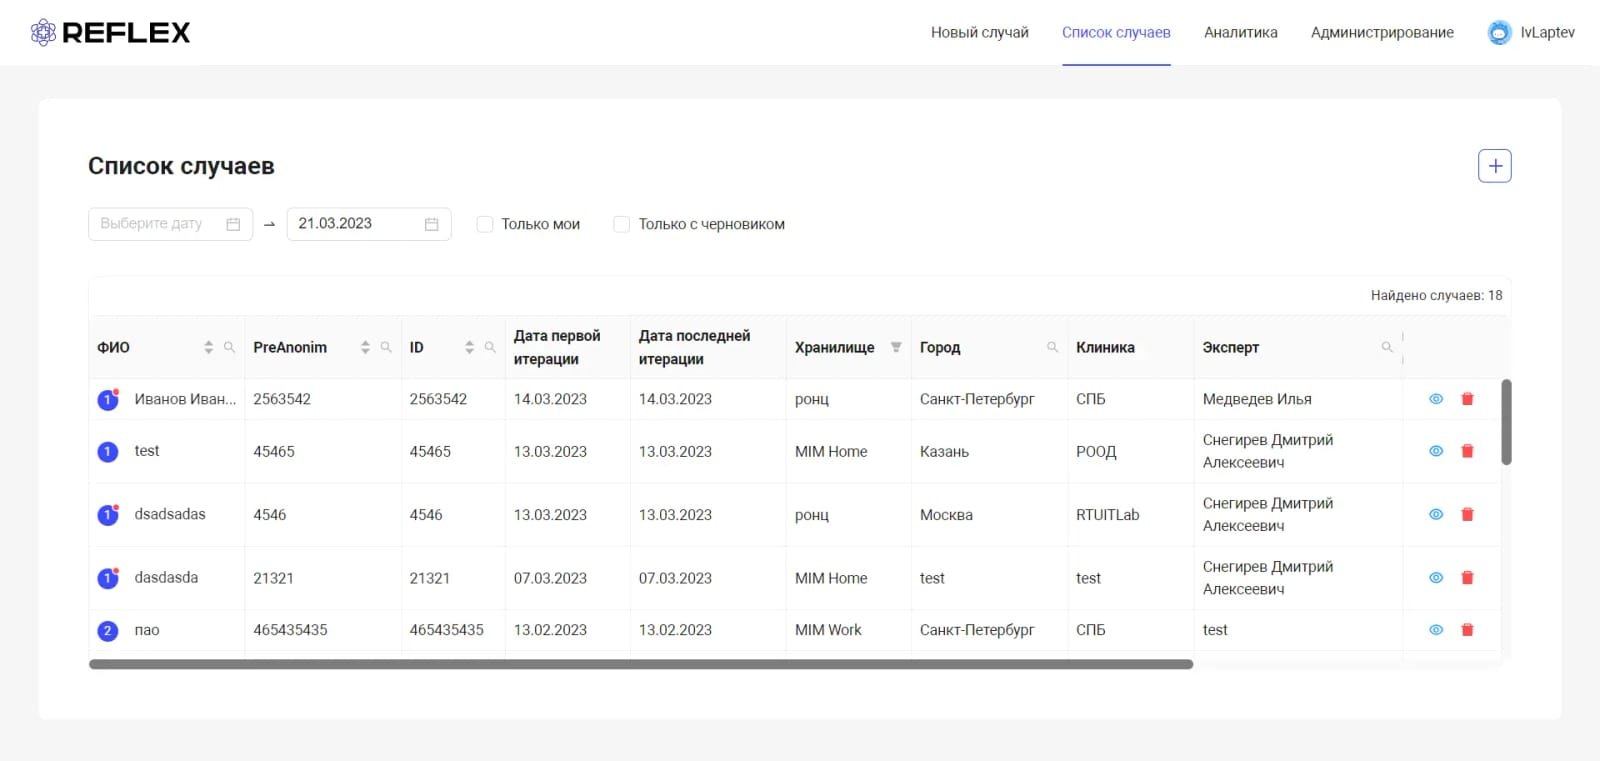 REFLEX
Новый случай
Список случаев
Аналитика
Администрирование
IvLaptev
Список случаев
Выберите дату
21.03.2023
Только мои
Только с черновиком
Найдено случаев: 18
ФИО
PreAnonim
ID
Дата первой
итерации
Дата последней
итерации
Хранилище
Город
Клиника
Эксперт
1 Иванов Иван... 2563542 2563542 14.03.2023 14.03.2023 ронц Санкт-Петербург СПБ Медведев Илья
1 test 45465 45465 13.03.2023 13.03.2023 MIM Home Казань РООД Снегирев Дмитрий
Алексеевич
1 dsadsadas 4546 4546 13.03.2023 13.03.2023 ронц Москва RTUITLab Снегирев Дмитрий
Алексеевич
1 dasdasda 21321 21321 07.03.2023 07.03.2023 MIM Home test test Снегирев Дмитрий
Алексеевич
2 пао 465435435 465435435 13.02.2023 13.02.2023 MIM Work Санкт-Петербург СПБ test